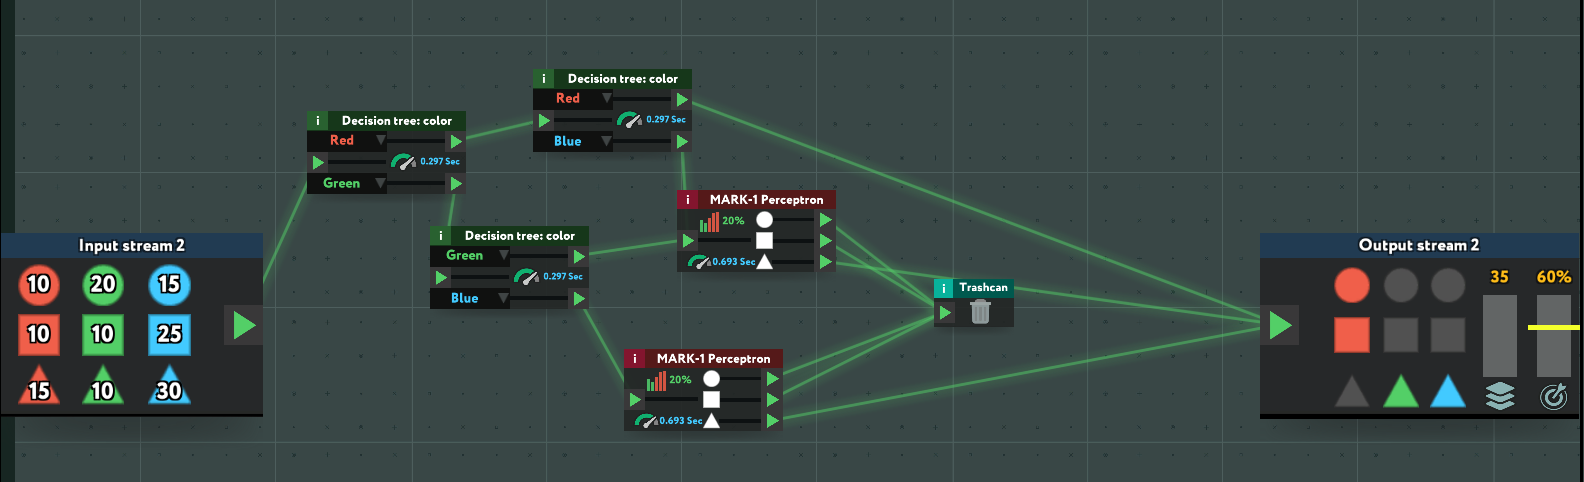 i Decision tree: color
Red
0.297 Sec
Blue
i Decision tree: color
Red
0.297 Sec
Green
i MARK-1 Perceptron
20%
0.693 Sec
i Decision tree: color
Green
0.297 Sec
Blue
Input stream 2
10 20 15
10 10 25
15 10 30
Output stream 2
35 60%
i Trashcan
i MARK-1 Perceptron
20%
0.693 Sec